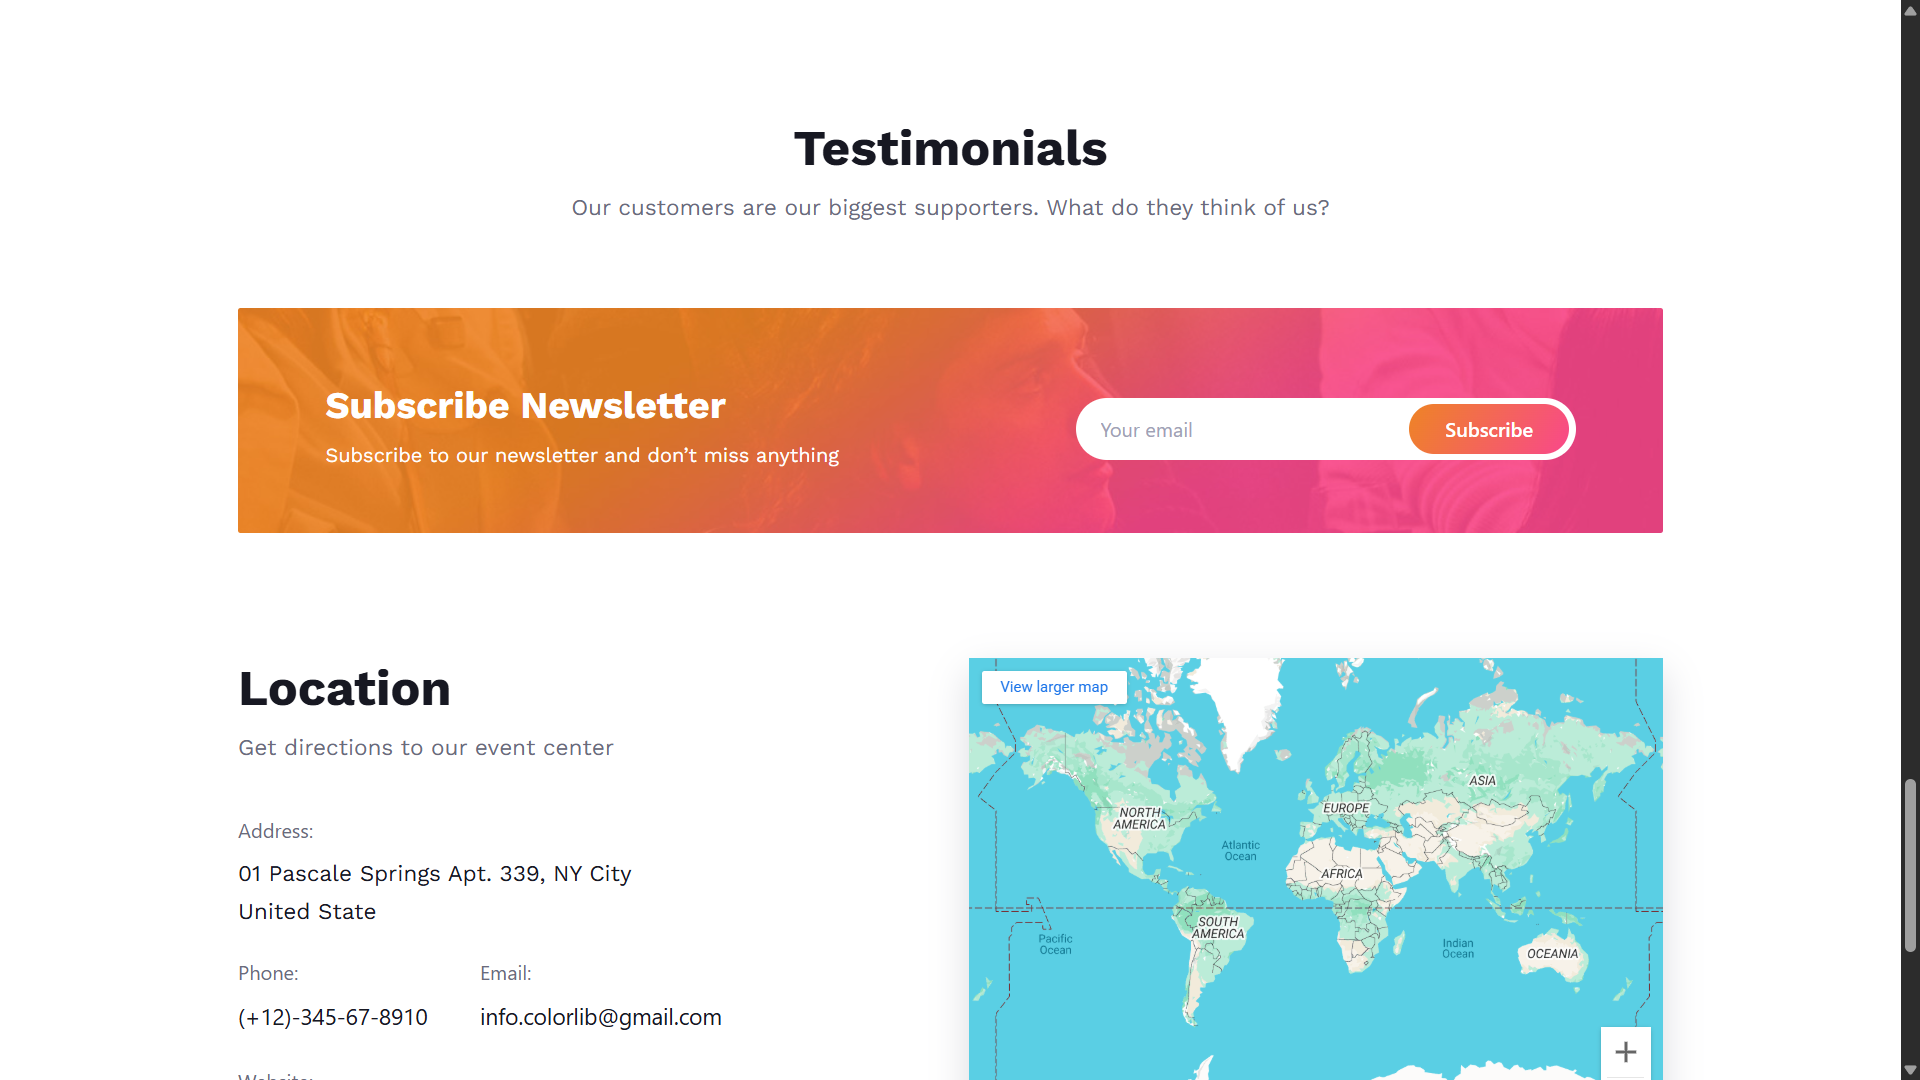 Testimonials
Our customers are our biggest supporters. What do they think of us?
Subscribe Newsletter
Subscribe to our newsletter and don’t miss anything
Your email
Subscribe
Location
Get directions to our event center
Address:
01 Pascale Springs Apt. 339, NY City
United State
Phone:
(+12)-345-67-8910
Email:
info.colorlib@gmail.com
Website:
View larger map
NORTH
AMERICA
Atlantic
Ocean
EUROPE
ASIA
AFRICA
SOUTH
AMERICA
Pacific
Ocean
Indian
Ocean
OCEANIA